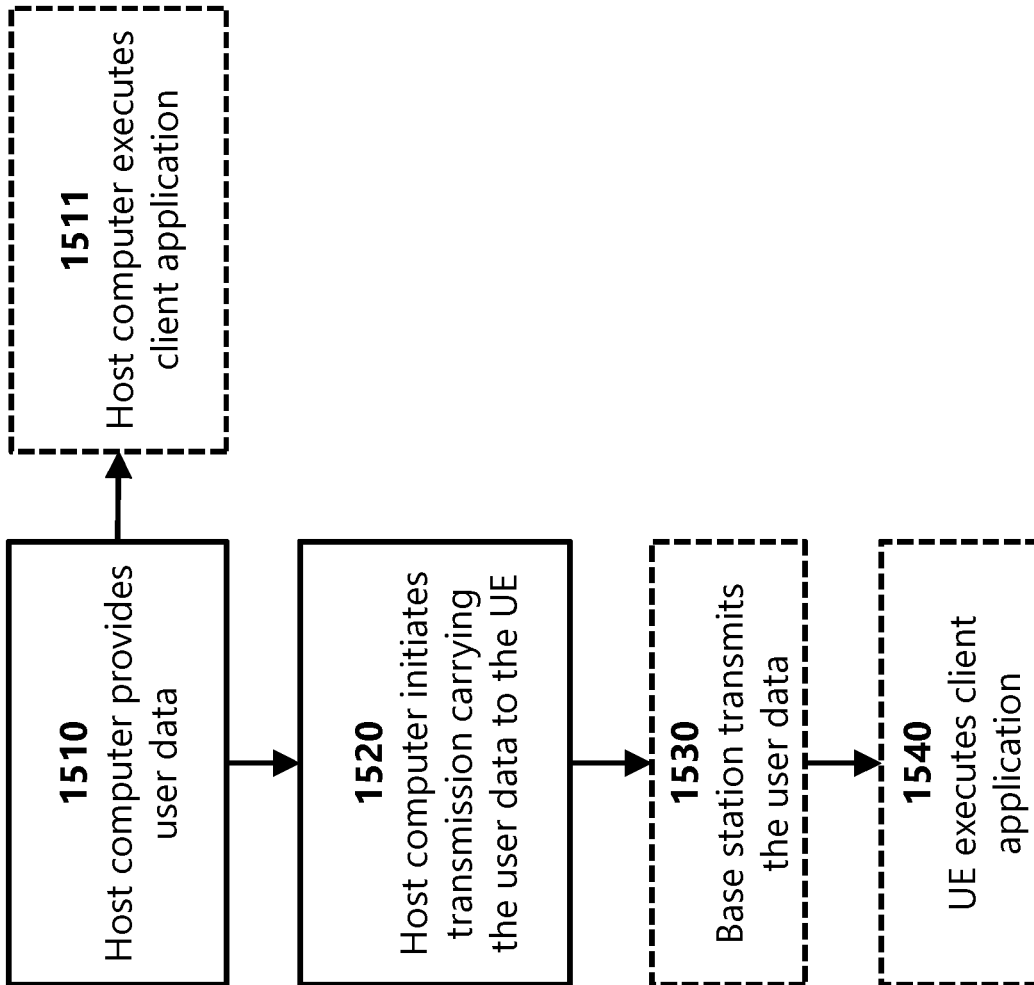 1510
Host computer provides
user data
1511
Host computer executes
client application
1520
Host computer initiates
transmission carrying
the user data to the UE
1530
Base station transmits
the user data
1540
UE executes client
application